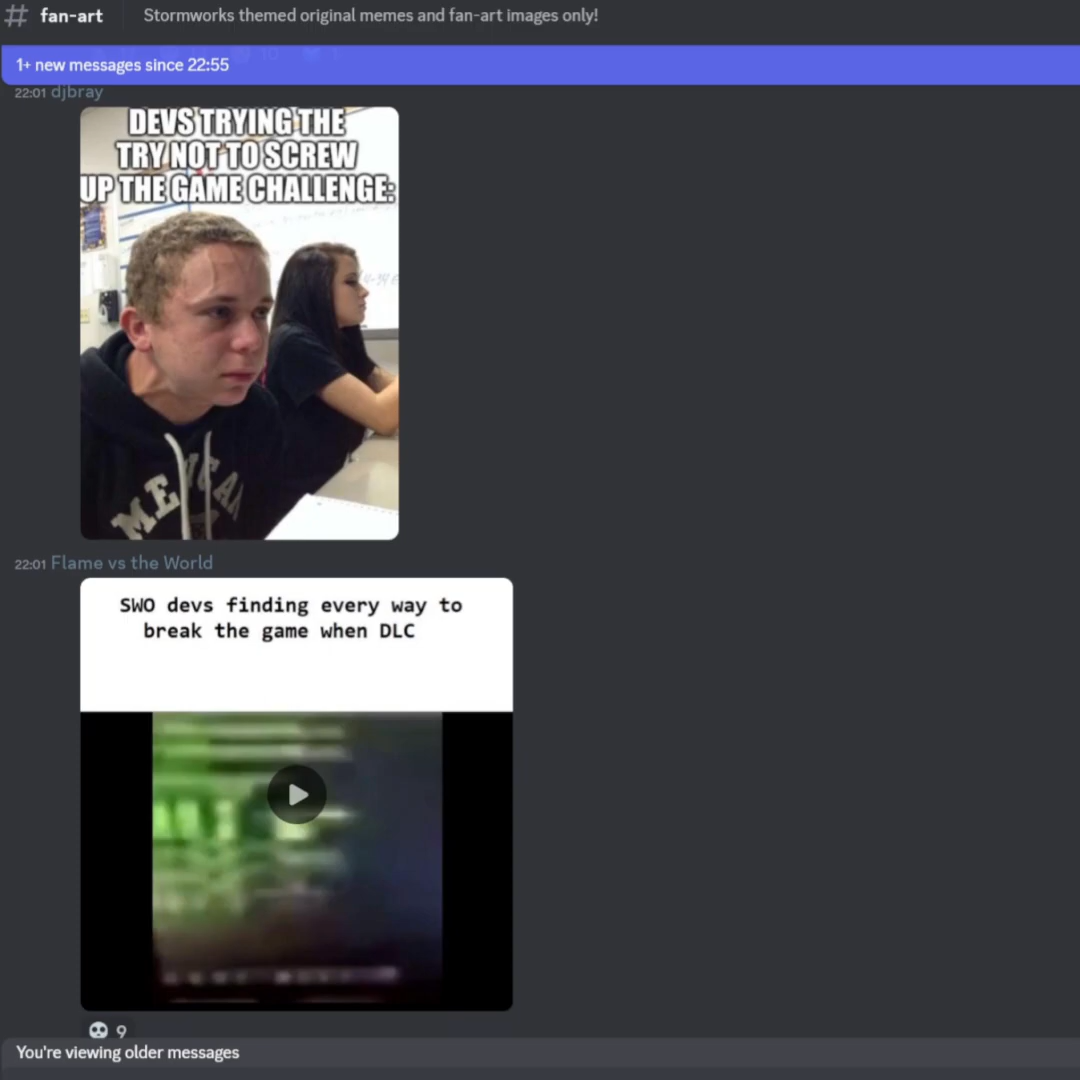 fan-art Stormworks themed original memes and fan-art images only!
1+ new messages since 22:55
22:01 djbray
DEVS TRYING THE
TRY NOT TO SCREW
UP THE GAME CHALLENGE:
22:01 Flame vs the World
SWO devs finding every way to
break the game when DLC
9
You're viewing older messages